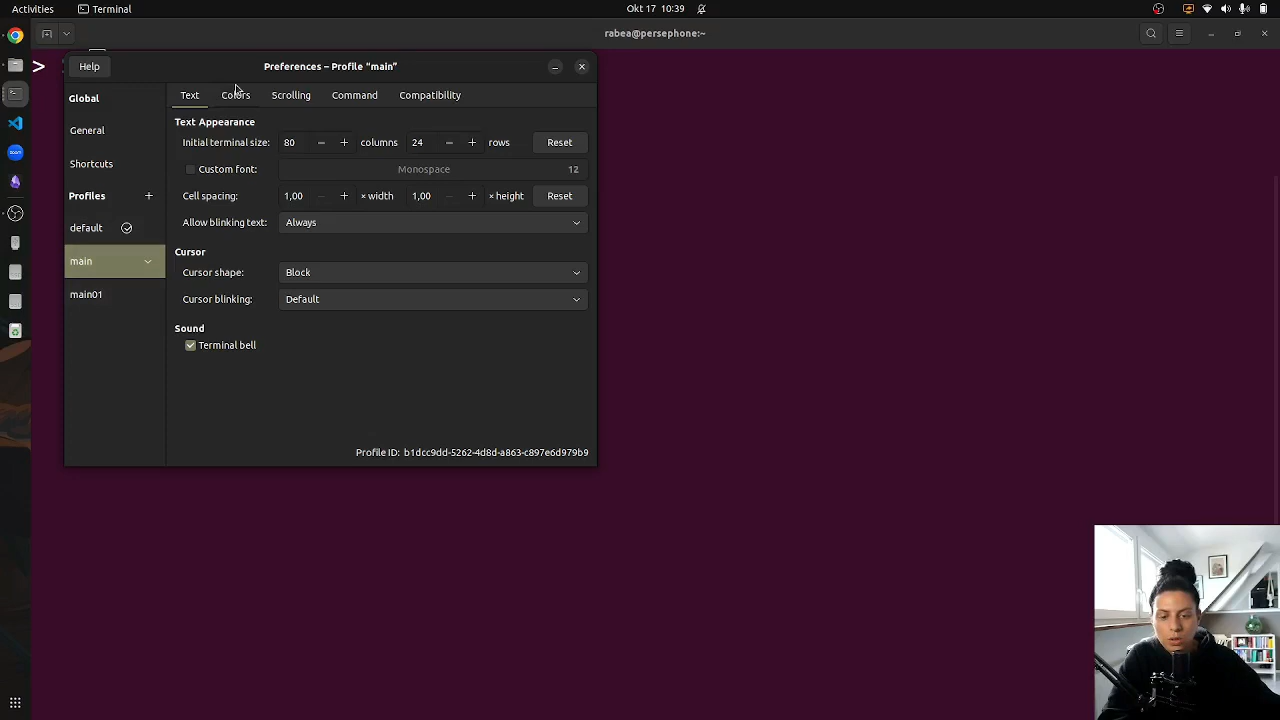 Activities Terminal Okt 17 10:39
rabea@persephone:~
>
Help Preferences – Profile “main”
Global Text Colors Scrolling Command Compatibility
Text Appearance
General Initial terminal size: 80 − + columns 24 − + rows Reset
Shortcuts Custom font: Monospace 12
Profiles + Cell spacing: 1,00 − + × width 1,00 − + × height Reset
default Allow blinking text: Always
Cursor
main Cursor shape: Block
main01 Cursor blinking: Default
Sound
Terminal bell
Profile ID: b1dcc9dd-5262-4d8d-a863-c897e6d979b9